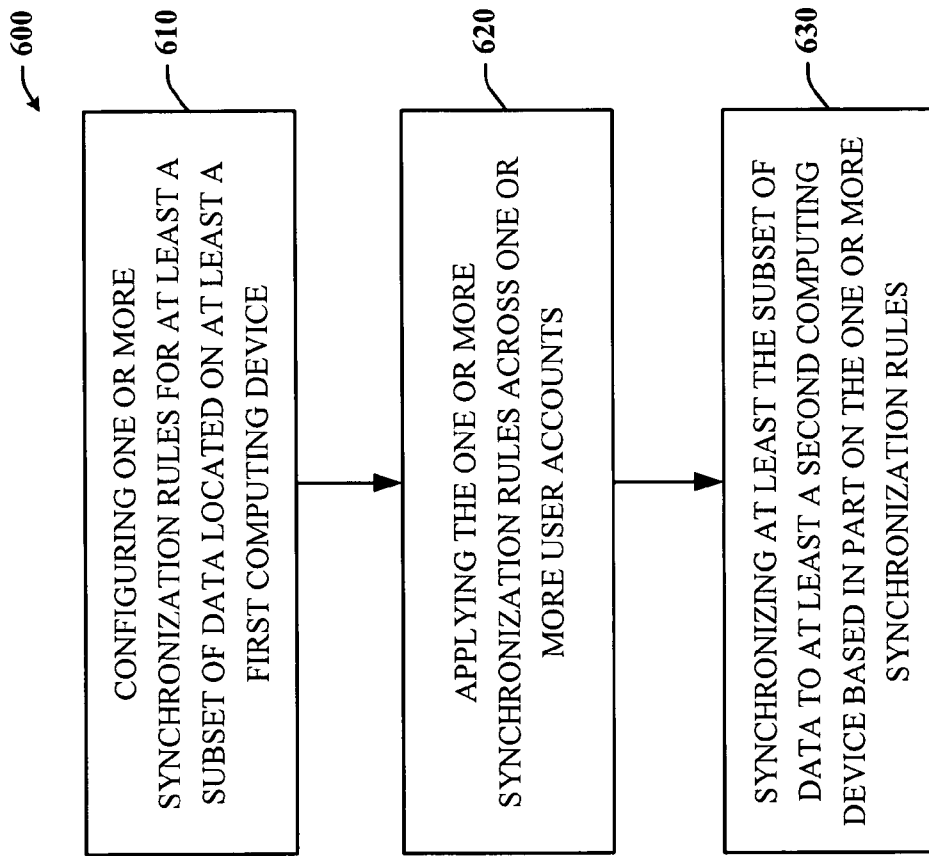 600
610
CONFIGURING ONE OR MORE
SYNCHRONIZATION RULES FOR AT LEAST A
SUBSET OF DATA LOCATED ON AT LEAST A
FIRST COMPUTING DEVICE
620
APPLYING THE ONE OR MORE
SYNCHRONIZATION RULES ACROSS ONE OR
MORE USER ACCOUNTS
630
SYNCHRONIZING AT LEAST THE SUBSET OF
DATA TO AT LEAST A SECOND COMPUTING
DEVICE BASED IN PART ON THE ONE OR MORE
SYNCHRONIZATION RULES